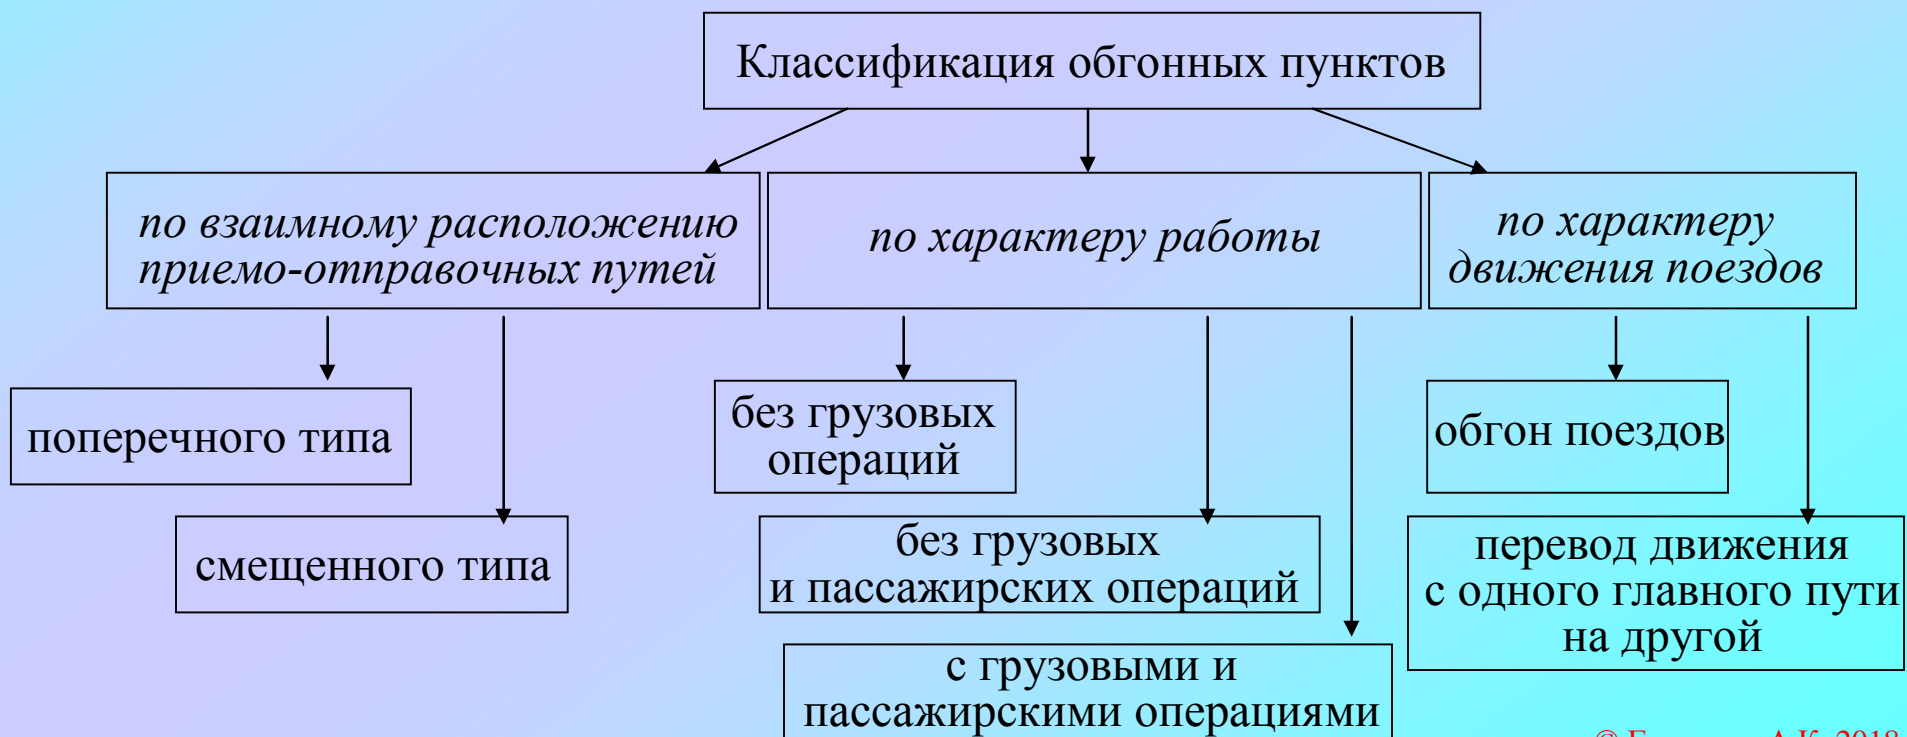 Классификация обгонных пунктов
по взаимному расположению
приемо-отправочных путей
по характеру работы
по характеру
движения поездов
поперечного типа
смещенного типа
без грузовых
операций
без грузовых
и пассажирских операций
с грузовыми и
пассажирскими операциями
обгон поездов
перевод движения
с одного главного пути
на другой